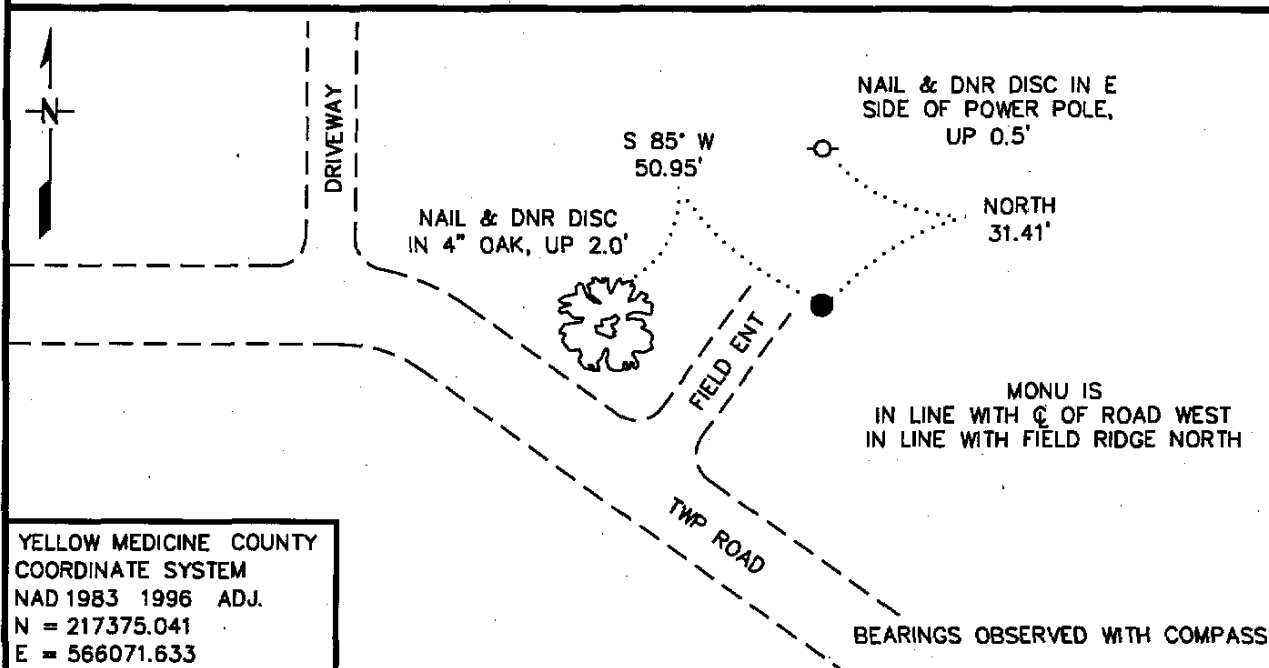 N
DRIVEWAY
NAIL & DNR DISC IN E
SIDE OF POWER POLE,
UP 0.5'
S 85° W
50.95'
NORTH
31.41'
NAIL & DNR DISC
IN 4" OAK, UP 2.0'
FIELD ENT
MONU IS
IN LINE WITH ℄ OF ROAD WEST
IN LINE WITH FIELD RIDGE NORTH
TWP ROAD
YELLOW MEDICINE COUNTY
COORDINATE SYSTEM
NAD 1983 1996 ADJ.
N = 217375.041
E = 566071.633
BEARINGS OBSERVED WITH COMPASS